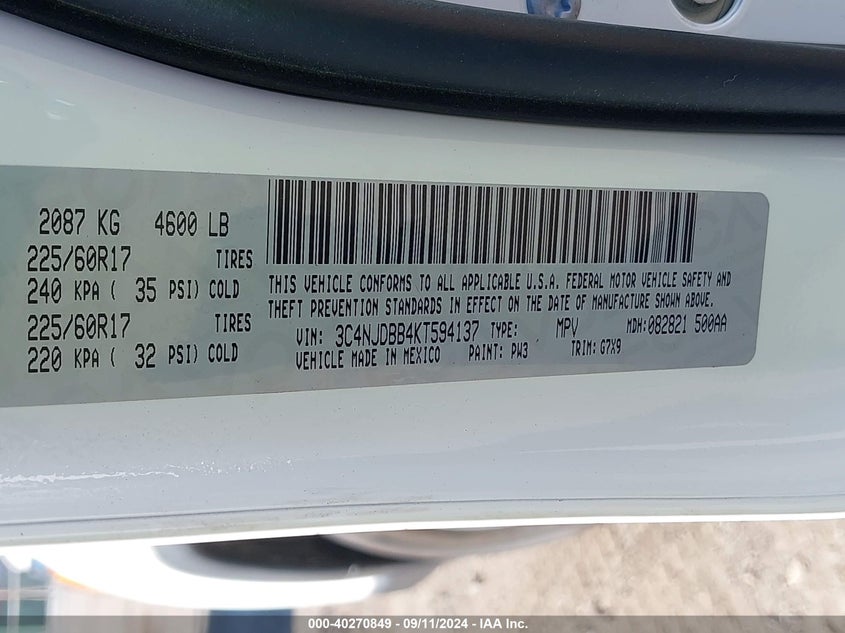 2087 KG 4600 LB
225/60R17 TIRES
240 KPA ( 35 PSI) COLD
225/60R17 TIRES
220 KPA ( 32 PSI) COLD
THIS VEHICLE CONFORMS TO ALL APPLICABLE U.S.A. FEDERAL MOTOR VEHICLE SAFETY AND
THEFT PREVENTION STANDARDS IN EFFECT ON THE DATE OF MANUFACTURE SHOWN ABOVE.
VIN: 3C4NJDBB4KT594137 TYPE: MPV MDH:082821 500AA
VEHICLE MADE IN MEXICO PAINT: PW3 TRIM: G7X9
000-40270849 - 09/11/2024 - IAA Inc.